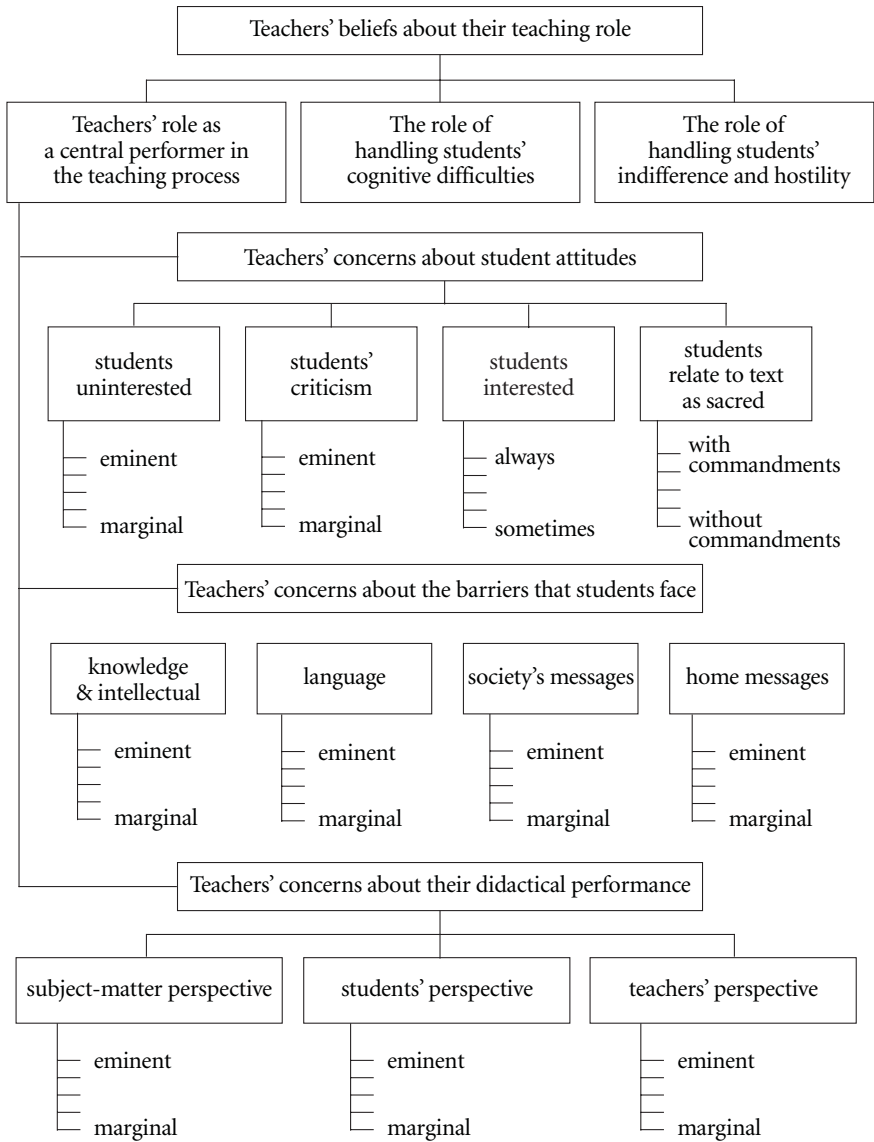 Teachers’ beliefs about their teaching role
Teachers’ role as
a central performer in
the teaching process
The role of
handling students’
cognitive difficulties
The role of
handling students’
indifference and hostility
Teachers’ concerns about student attitudes
students
uninterested
eminent
marginal
students’
criticism
eminent
marginal
students
interested
always
sometimes
students
relate to text
as sacred
with
commandments
without
commandments
Teachers’ concerns about the barriers that students face
knowledge
& intellectual
eminent
marginal
language
eminent
marginal
society’s messages
eminent
marginal
home messages
eminent
marginal
Teachers’ concerns about their didactical performance
subject-matter perspective
eminent
marginal
students’ perspective
eminent
marginal
teachers’ perspective
eminent
marginal